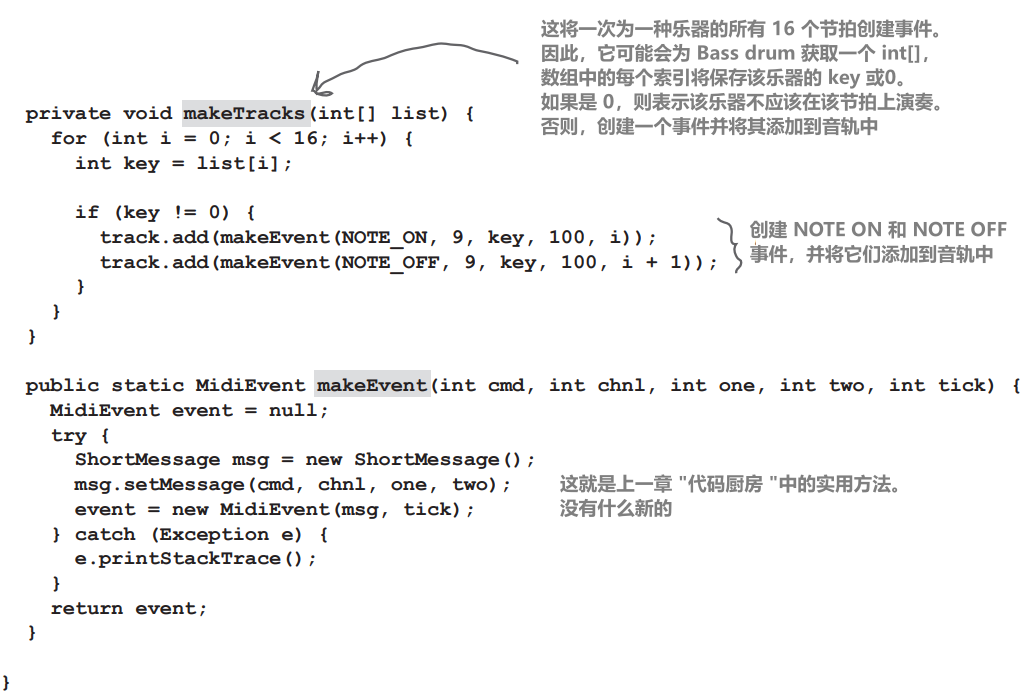 这将一次为一种乐器的所有 16 个节拍创建事件。
因此，它可能会为 Bass drum 获取一个 int[]，
数组中的每个索引将保存该乐器的 key 或0。
如果是 0，则表示该乐器不应该在该节拍上演奏。
否则，创建一个事件并将其添加到音轨中
private void makeTracks(int[] list) {
for (int i = 0; i < 16; i++) {
int key = list[i];
if (key != 0) {
track.add(makeEvent(NOTE_ON, 9, key, 100, i));
track.add(makeEvent(NOTE_OFF, 9, key, 100, i + 1));
}
}
}
创建 NOTE ON 和 NOTE OFF
事件，并将它们添加到音轨中
public static MidiEvent makeEvent(int cmd, int chnl, int one, int two, int tick) {
MidiEvent event = null;
try {
ShortMessage msg = new ShortMessage();
msg.setMessage(cmd, chnl, one, two);
event = new MidiEvent(msg, tick);
} catch (Exception e) {
e.printStackTrace();
}
return event;
}
这就是上一章 "代码厨房 "中的实用方法。
没有什么新的
}